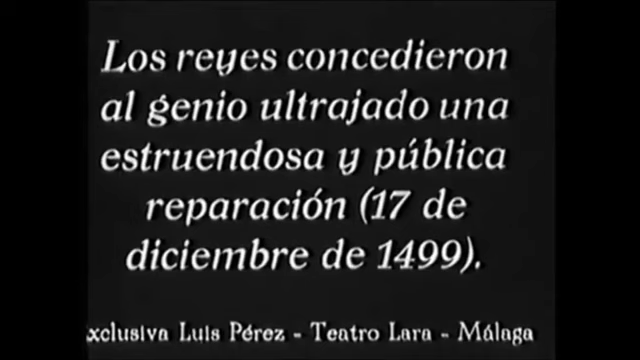 Los reyes concedieron
al genio ultrajado una
estruendosa y pública
reparación (17 de
diciembre de 1499).
xclusiva Luis Pérez - Teatro Lara - Málaga